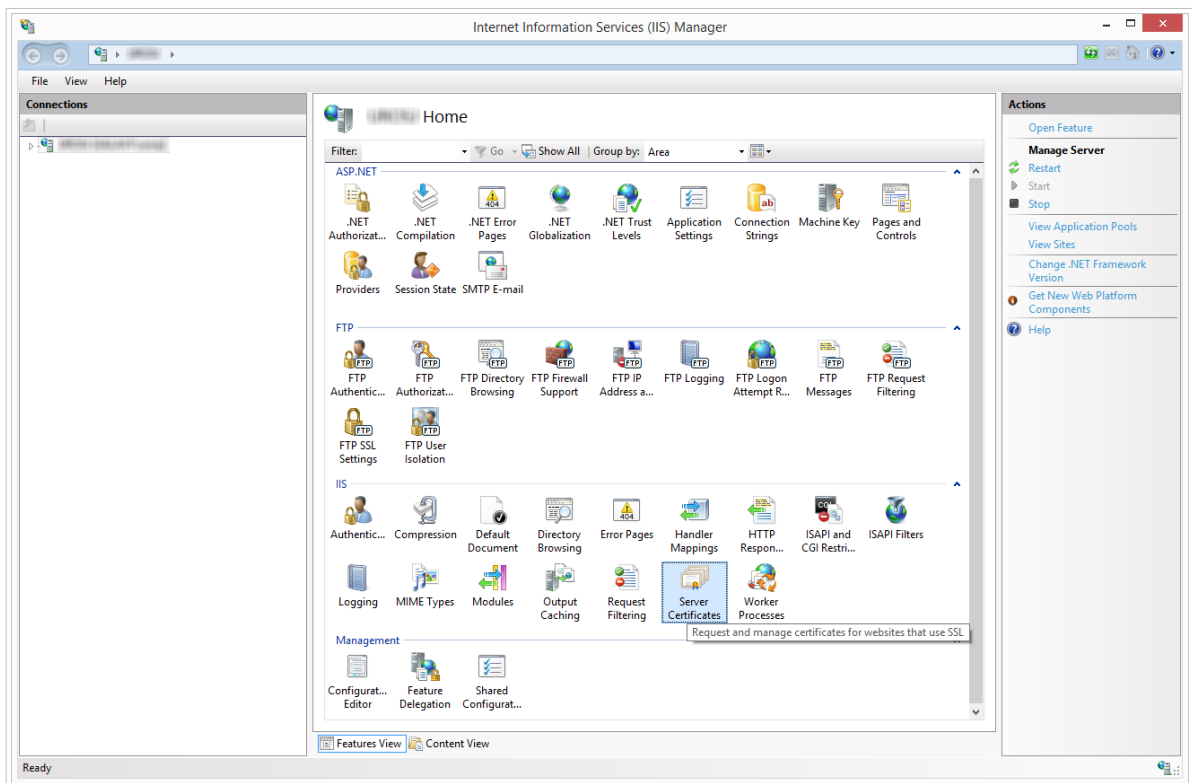 Internet Information Services (IIS) Manager
File View Help
Connections
Home
Filter: Go Show All Group by: Area
ASP.NET
.NET Authorizat...
.NET Compilation
.NET Error Pages
.NET Globalization
.NET Trust Levels
Application Settings
Connection Strings
Machine Key
Pages and Controls
Providers
Session State
SMTP E-mail
FTP
FTP Authentic...
FTP Authorizat...
FTP Directory Browsing
FTP Firewall Support
FTP IP Address a...
FTP Logging
FTP Logon Attempt R...
FTP Messages
FTP Request Filtering
FTP SSL Settings
FTP User Isolation
IIS
Authentic...
Compression
Default Document
Directory Browsing
Error Pages
Handler Mappings
HTTP Respon...
ISAPI and CGI Restri...
ISAPI Filters
Logging
MIME Types
Modules
Output Caching
Request Filtering
Server Certificates
Worker Processes
Request and manage certificates for websites that use SSL
Management
Configurat... Editor
Feature Delegation
Shared Configurat...
Features View
Content View
Actions
Open Feature
Manage Server
Restart
Start
Stop
View Application Pools
View Sites
Change .NET Framework
Version
Get New Web Platform
Components
Help
Ready